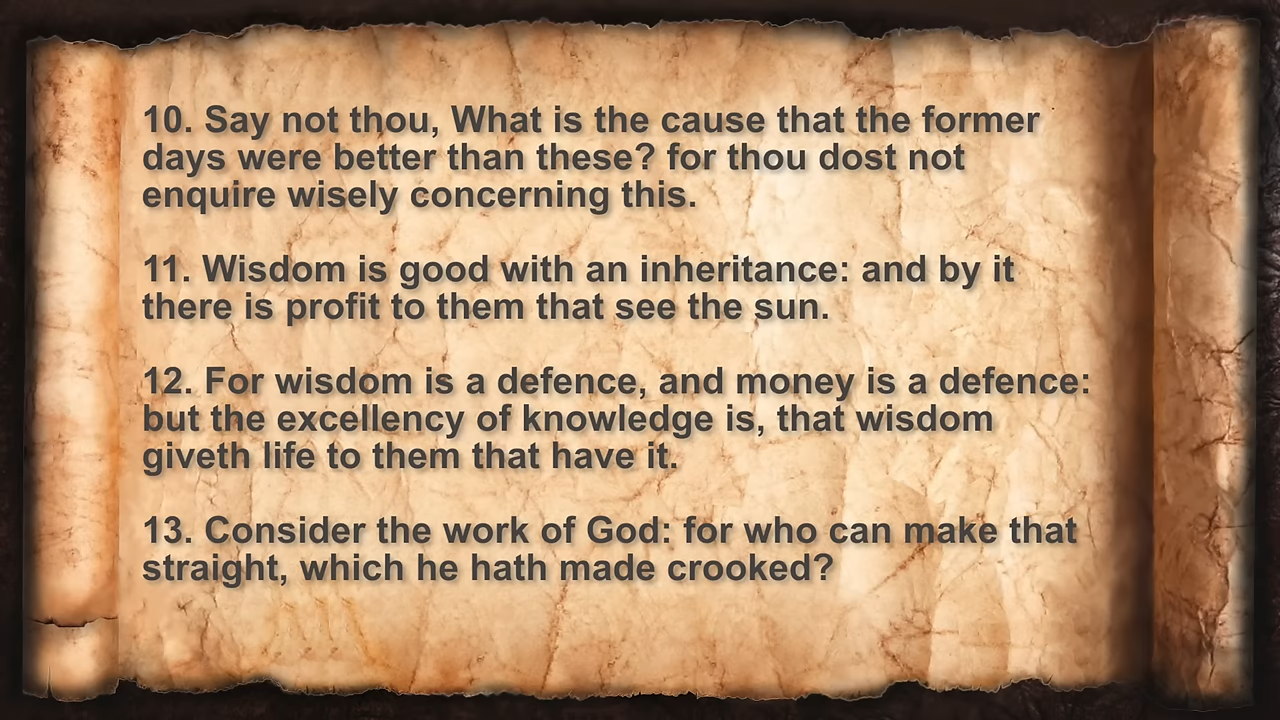 10. Say not thou, What is the cause that the former
days were better than these? for thou dost not
enquire wisely concerning this.
11. Wisdom is good with an inheritance: and by it
there is profit to them that see the sun.
12. For wisdom is a defence, and money is a defence:
but the excellency of knowledge is, that wisdom
giveth life to them that have it.
13. Consider the work of God: for who can make that
straight, which he hath made crooked?